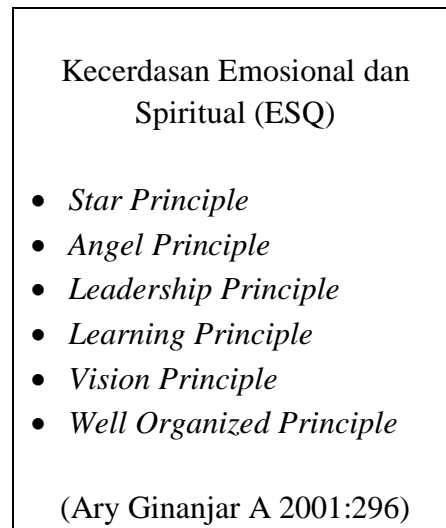 Kecerdasan Emosional dan
Spiritual (ESQ)
• Star Principle
• Angel Principle
• Leadership Principle
• Learning Principle
• Vision Principle
• Well Organized Principle
(Ary Ginanjar A 2001:296)